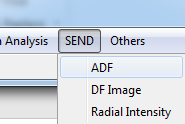 Analysis SEND Others
ADF
DF Image
Radial Intensity